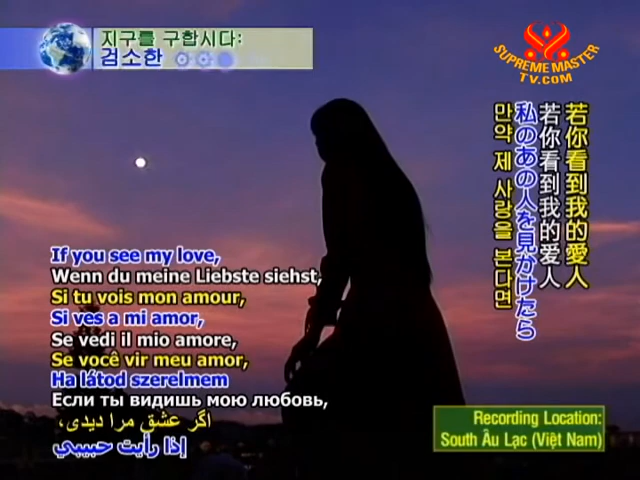 지구를 구합시다:
검소한
SUPREME MASTER
TV.COM
若你看到我的愛人
若你看到我的爱人
私のあの人を見かけたら
만약 제 사랑을 본다면
If you see my love,
Wenn du meine Liebste siehst,
Si tu vois mon amour,
Si ves a mi amor,
Se vedi il mio amore,
Se você vir meu amor,
Ha látod szerelmem
Если ты видишь мою любовь,
اگر عشق مرا دیدی،
إذا رأيت حبيبي
Recording Location:
South Âu Lạc (Việt Nam)